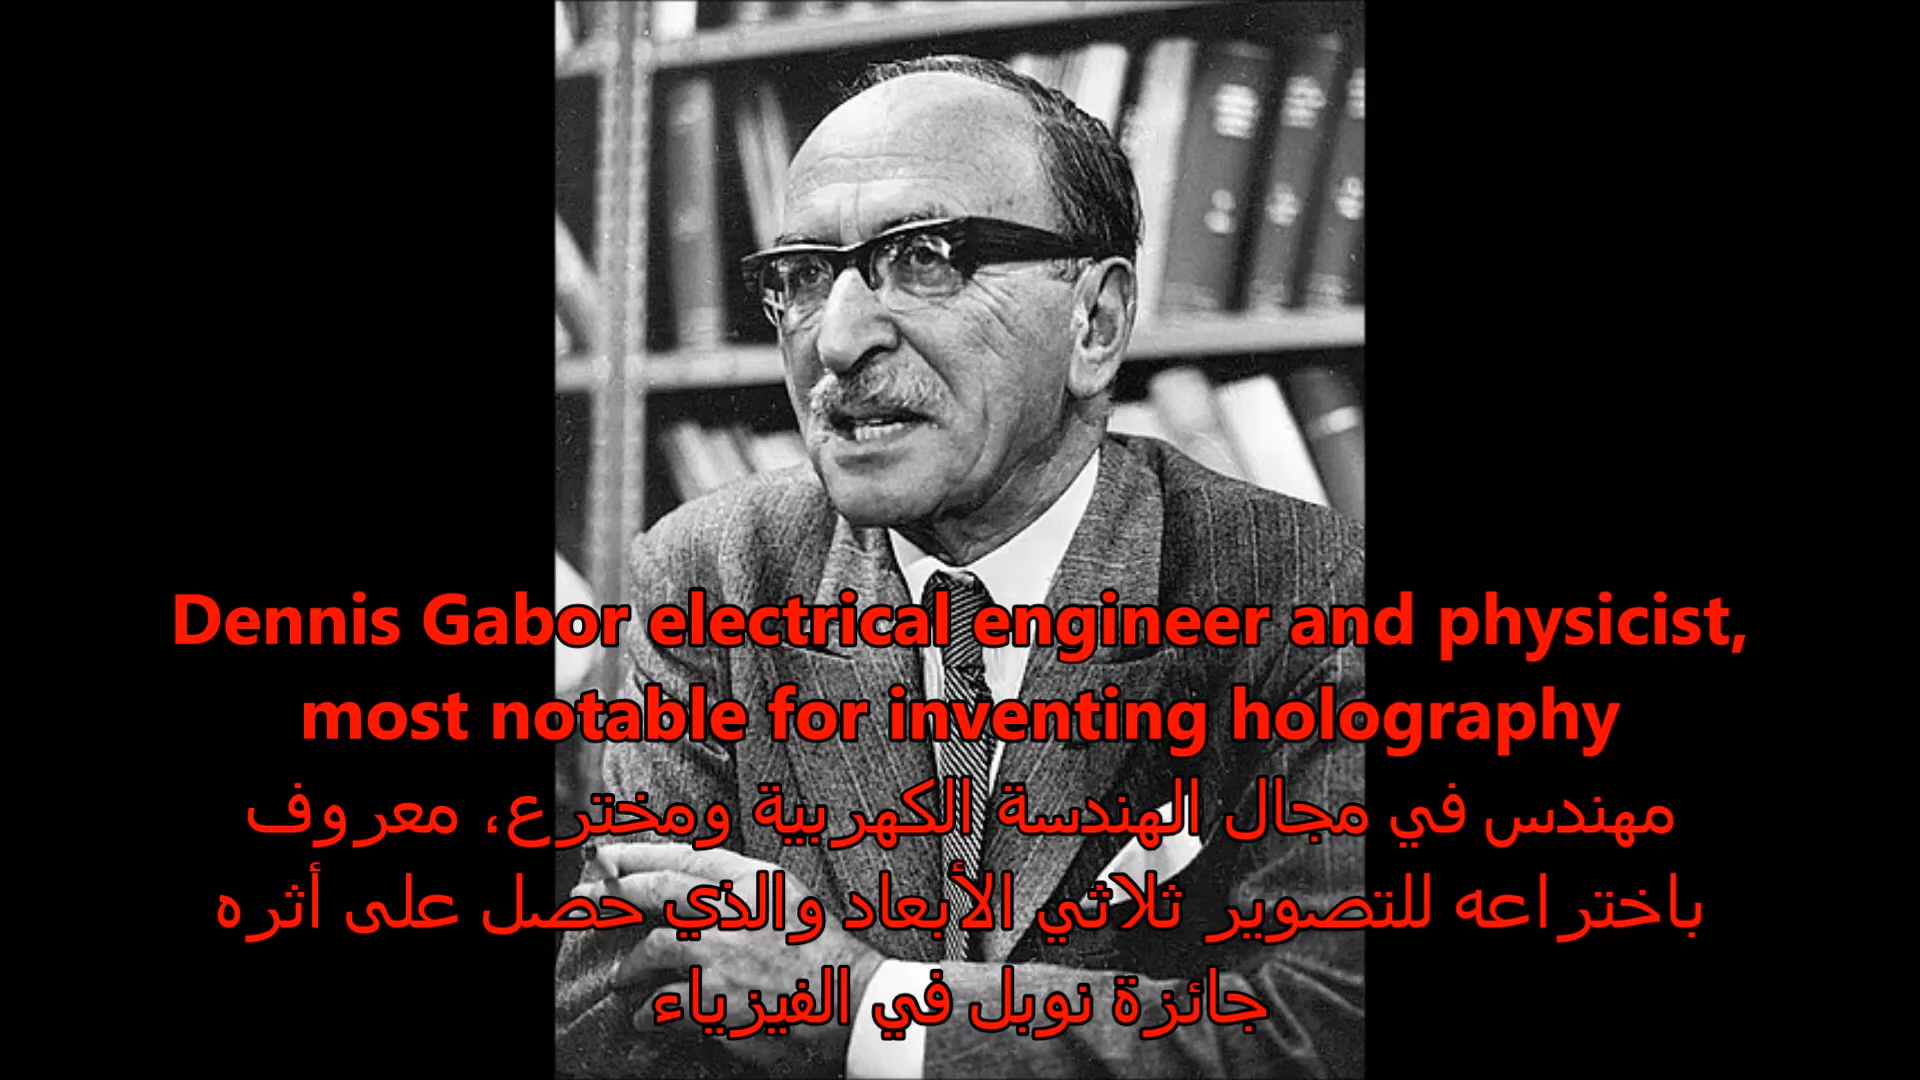 Dennis Gabor electrical engineer and physicist,
most notable for inventing holography
مهندس في مجال الهندسة الكهربية ومخترع، معروف
باختراعه للتصوير ثلاثي الأبعاد والذي حصل على أثره
جائزة نوبل في الفيزياء